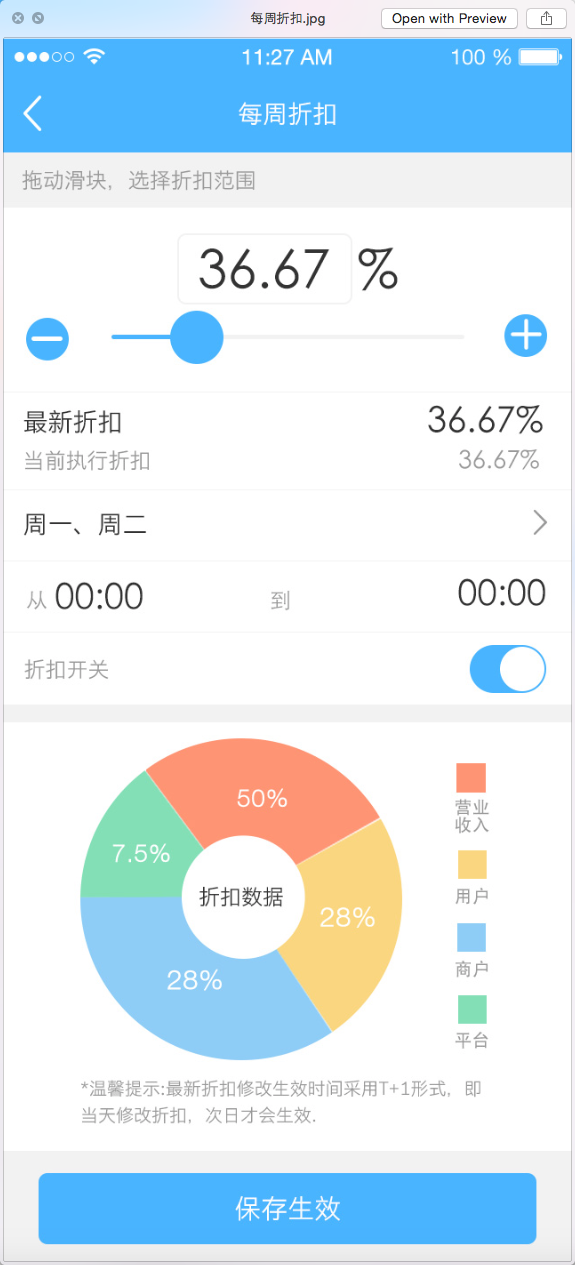 每周折扣.jpg
Open with Preview
11:27 AM
100 %
每周折扣
拖动滑块，选择折扣范围
36.67 %
最新折扣 36.67%
当前执行折扣 36.67%
周一、周二
从 00:00 到 00:00
折扣开关
50%
7.5%
28%
28%
折扣数据
营业
收入
用户
商户
平台
*温馨提示:最新折扣修改生效时间采用T+1形式，即
当天修改折扣，次日才会生效.
保存生效